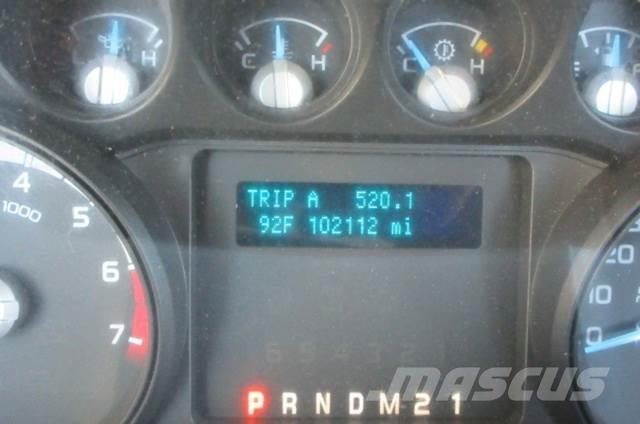 H
C H
C H
TRIP A 520.1
92F 102112 mi
4
x1000
5
6
7
20
10
0
P R N D M 2 1
MASCUS